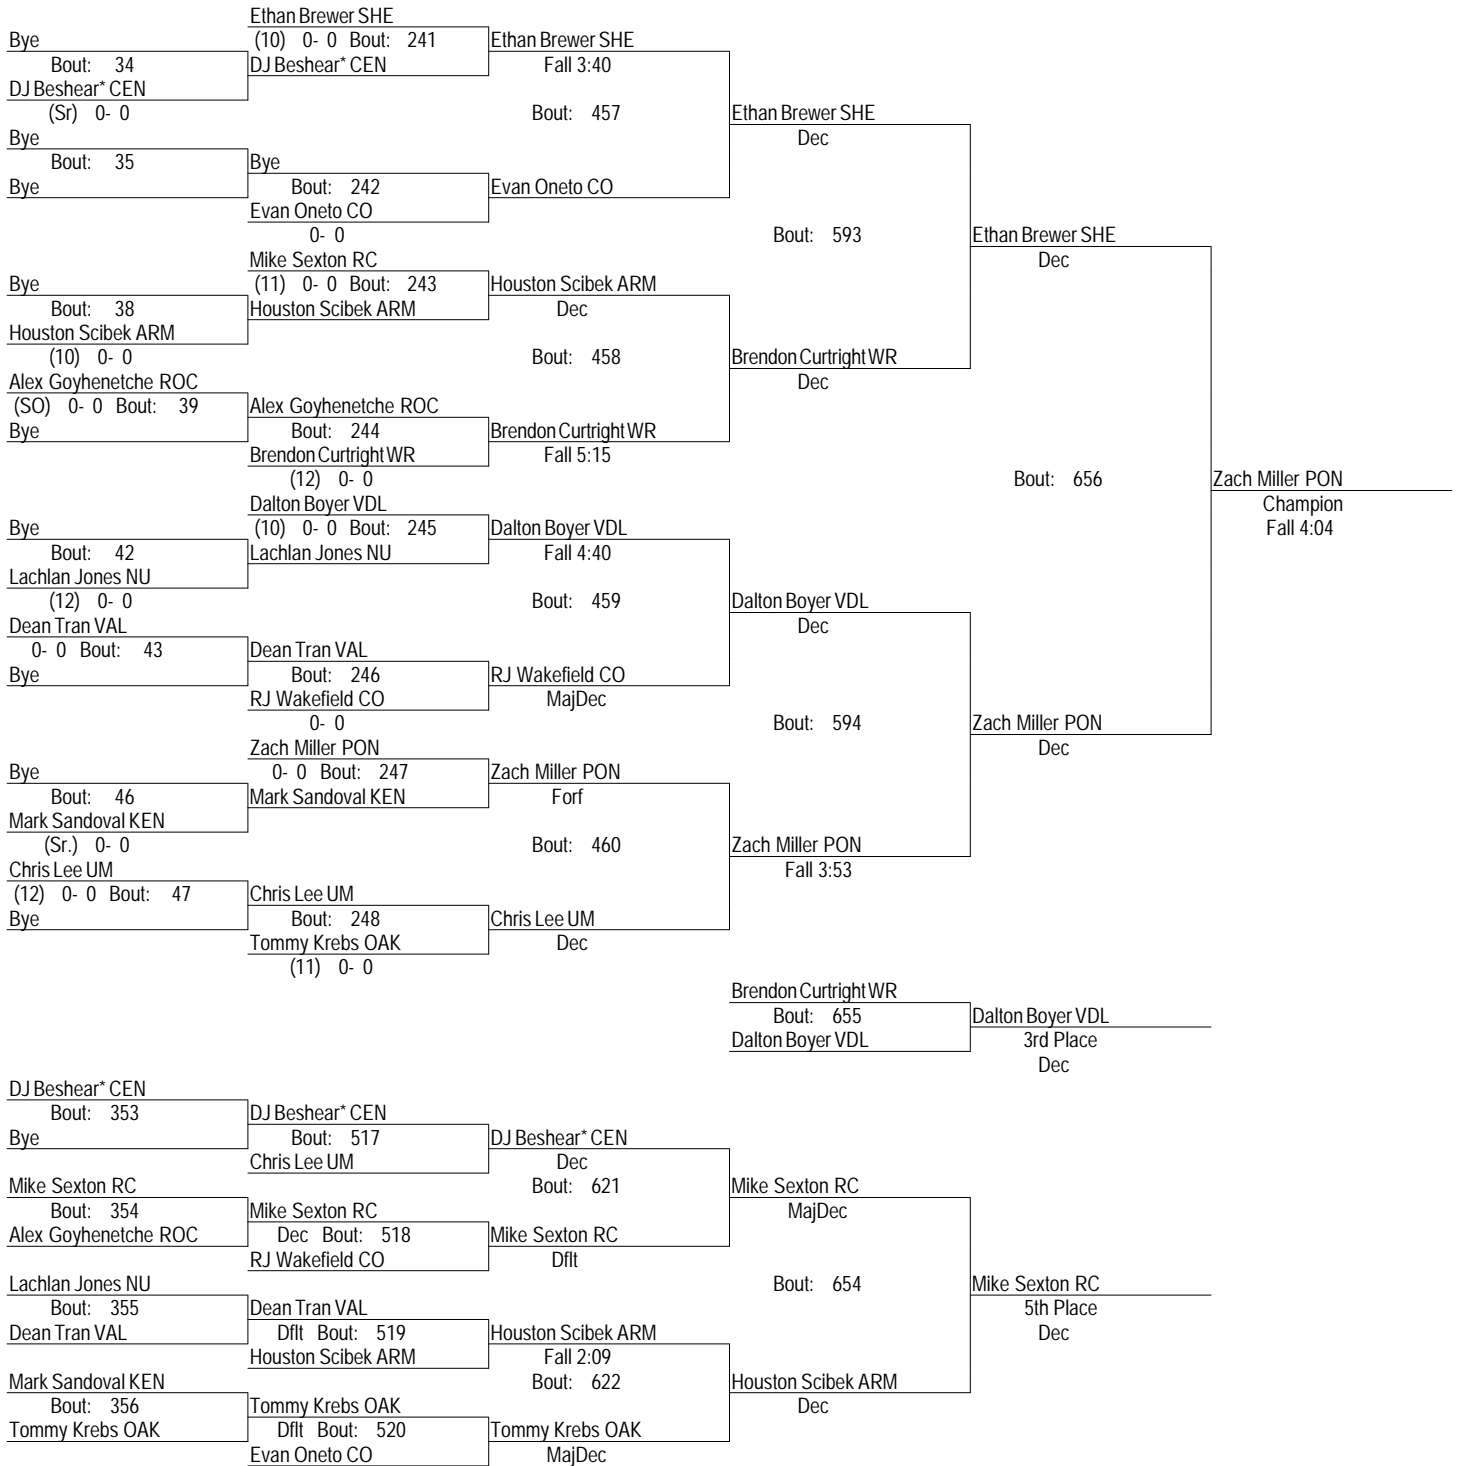 Ethan Brewer SHE
Bye
(10) 0- 0 Bout: 241
Ethan Brewer SHE
Bout: 34
DJ Beshear* CEN
Fall 3:40
DJ Beshear* CEN
(Sr) 0- 0
Bout: 457
Ethan Brewer SHE
Bye
Dec
Bout: 35
Bye
Bye
Bout: 242
Evan Oneto CO
Evan Oneto CO
0- 0
Bout: 593
Ethan Brewer SHE
Mike Sexton RC
Dec
Bye
(11) 0- 0 Bout: 243
Houston Scibek ARM
Bout: 38
Houston Scibek ARM
Dec
Houston Scibek ARM
(10) 0- 0
Bout: 458
Brendon Curtright WR
Alex Goyhenetche ROC
Dec
(SO) 0- 0 Bout: 39
Alex Goyhenetche ROC
Bye
Bout: 244
Brendon Curtright WR
Brendon Curtright WR
Fall 5:15
(12) 0- 0
Bout: 656
Zach Miller PON
Dalton Boyer VDL
Champion
Bye
(10) 0- 0 Bout: 245
Dalton Boyer VDL
Fall 4:04
Bout: 42
Lachlan Jones NU
Fall 4:40
Lachlan Jones NU
(12) 0- 0
Bout: 459
Dalton Boyer VDL
Dean Tran VAL
Dec
0- 0 Bout: 43
Dean Tran VAL
Bye
Bout: 246
RJ Wakefield CO
RJ Wakefield CO
MajDec
0- 0
Bout: 594
Zach Miller PON
Zach Miller PON
Dec
Bye
0- 0 Bout: 247
Zach Miller PON
Bout: 46
Mark Sandoval KEN
Forf
Mark Sandoval KEN
(Sr.) 0- 0
Bout: 460
Zach Miller PON
Chris Lee UM
Fall 3:53
(12) 0- 0 Bout: 47
Chris Lee UM
Bye
Bout: 248
Chris Lee UM
Tommy Krebs OAK
Dec
(11) 0- 0
Brendon Curtright WR
Bout: 655
Dalton Boyer VDL
Dalton Boyer VDL
3rd Place
Dec
DJ Beshear* CEN
Bout: 353
DJ Beshear* CEN
Bye
Bout: 517
DJ Beshear* CEN
Chris Lee UM
Dec
Mike Sexton RC
Bout: 621
Mike Sexton RC
Bout: 354
Mike Sexton RC
MajDec
Alex Goyhenetche ROC
Dec Bout: 518
Mike Sexton RC
RJ Wakefield CO
Dflt
Lachlan Jones NU
Bout: 654
Mike Sexton RC
Bout: 355
Dean Tran VAL
5th Place
Dean Tran VAL
Dflt Bout: 519
Houston Scibek ARM
Dec
Houston Scibek ARM
Fall 2:09
Mark Sandoval KEN
Bout: 622
Houston Scibek ARM
Bout: 356
Tommy Krebs OAK
Dec
Tommy Krebs OAK
Dflt Bout: 520
Tommy Krebs OAK
Evan Oneto CO
MajDec